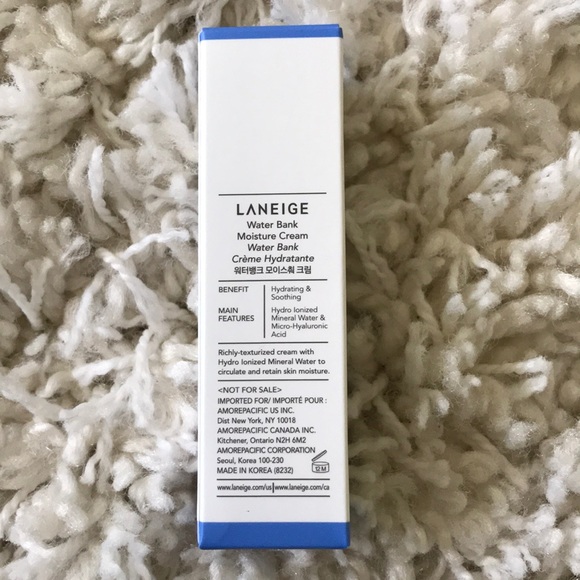 LANEIGE
Water Bank
Moisture Cream
Water Bank
Crème Hydratante
워터뱅크 모이스춰 크림
BENEFIT
Hydrating &
Soothing
MAIN
FEATURES
Hydro Ionized
Mineral Water &
Micro-Hyaluronic
Acid
Richly-texturized cream with
Hydro Ionized Mineral Water to
circulate and retain skin moisture.
<NOT FOR SALE>
IMPORTED FOR/ IMPORTÉ POUR :
AMOREPACIFIC US INC.
Dist New York, NY 10018
AMOREPACIFIC CANADA INC.
Kitchener, Ontario N2H 6M2
AMOREPACIFIC CORPORATION
Seoul, Korea 100-230
MADE IN KOREA (8232)
12M
www.laneige.com/us|www.laneige.com/ca